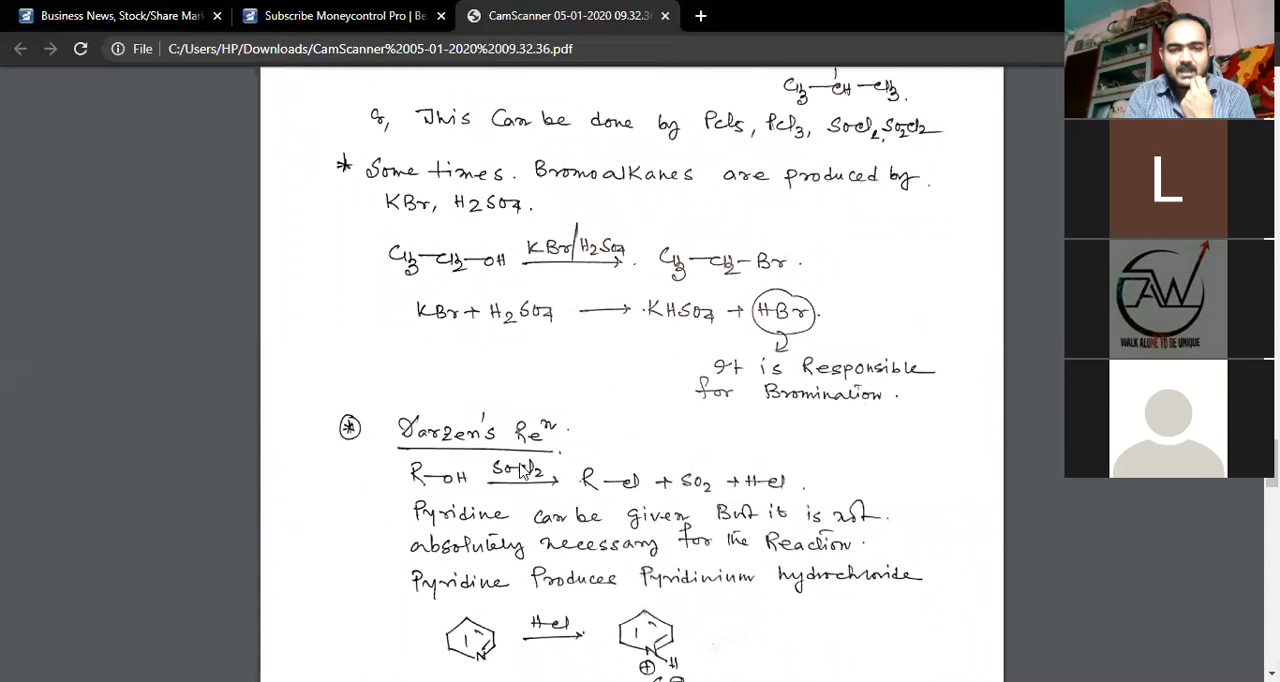 Business News, Stock/Share Mark
Subscribe Moneycontrol Pro | Be
CamScanner 05-01-2020 09.32.3
File | C:/Users/HP/Downloads/CamScanner%2005-01-2020%2009.32.36.pdf
CH3—CH—CH3.
This Can be done by PCl5, PCl3, SOCl2, SO2Cl2
* Some times. Bromoalkanes are produced by.
KBr, H2SO4.
CH3—CH2—OH KBr/H2SO4 → CH3—CH2—Br.
KBr + H2SO4 → KHSO4 + HBr.
It is Responsible
for Bromination.
* Darzen's Re^n.
R—OH SOCl2 → R—Cl + SO2 + HCl.
Pyridine can be given But it is not.
absolutely necessary for the Reaction.
Pyridine Produces Pyridinium hydrochloride
HCl →
N N
⊕ H
L
CAW
WALK ALONE TO BE UNIQUE